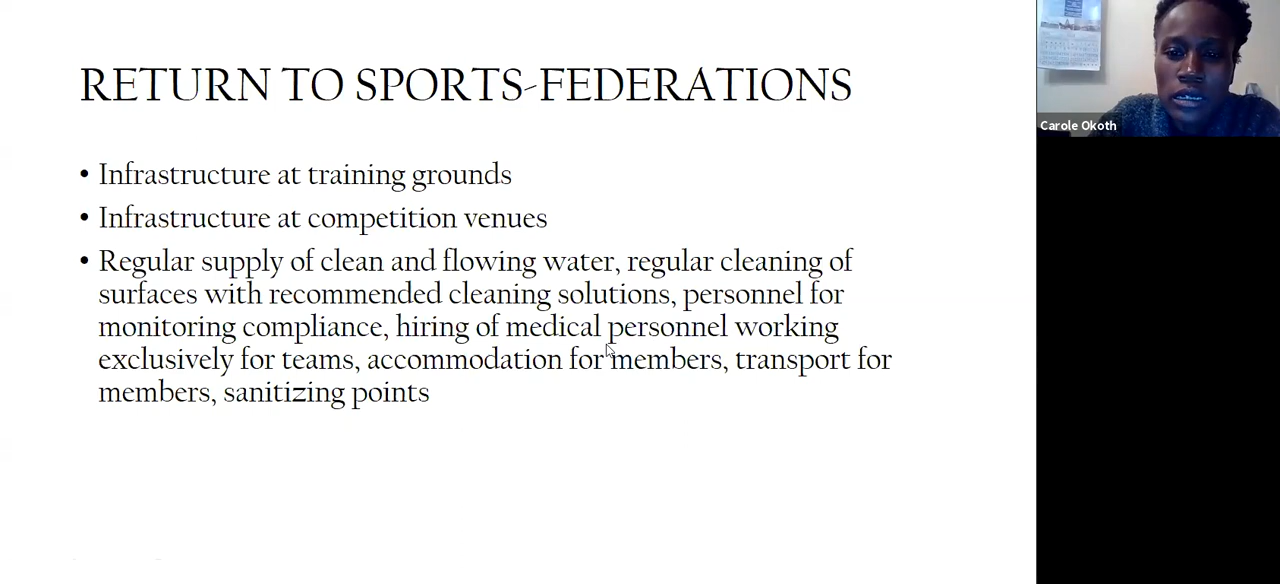 RETURN TO SPORTS-FEDERATIONS
• Infrastructure at training grounds
• Infrastructure at competition venues
• Regular supply of clean and flowing water, regular cleaning of
surfaces with recommended cleaning solutions, personnel for
monitoring compliance, hiring of medical personnel working
exclusively for teams, accommodation for members, transport for
members, sanitizing points
Carole Okoth